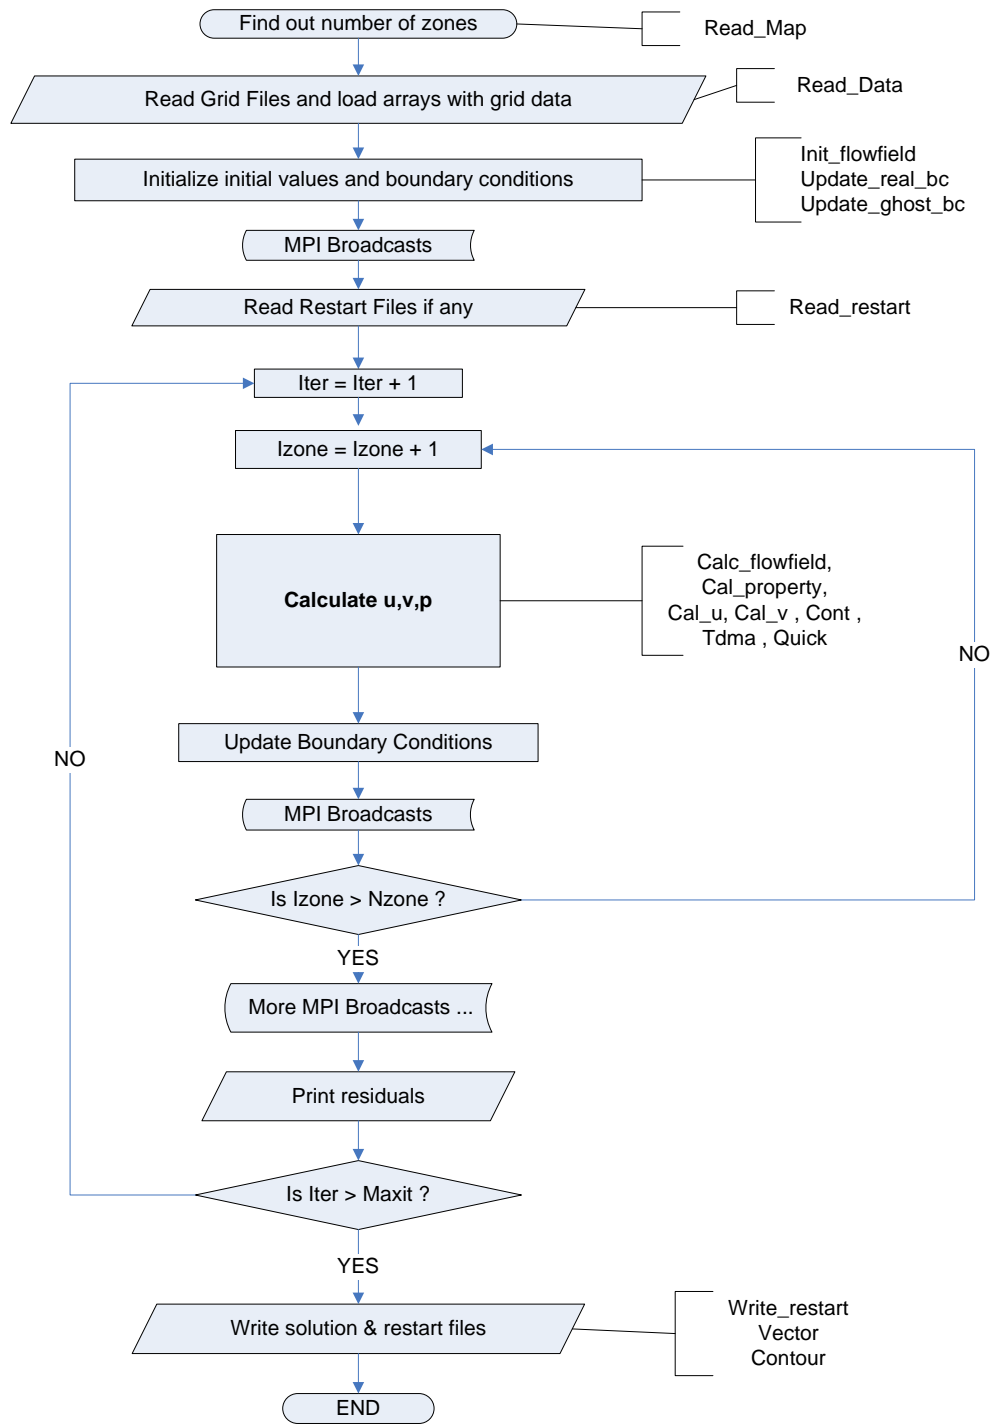 Find out number of zones
Read_Map
Read Grid Files and load arrays with grid data
Read_Data
Initialize initial values and boundary conditions
Init_flowfield
Update_real_bc
Update_ghost_bc
MPI Broadcasts
Read Restart Files if any
Read_restart
Iter = Iter + 1
Izone = Izone + 1
Calculate u,v,p
Calc_flowfield,
Cal_property,
Cal_u, Cal_v , Cont ,
Tdma , Quick
NO
Update Boundary Conditions
NO
MPI Broadcasts
Is Izone > Nzone ?
YES
More MPI Broadcasts ...
Print residuals
Is Iter > Maxit ?
YES
Write solution & restart files
Write_restart
Vector
Contour
END